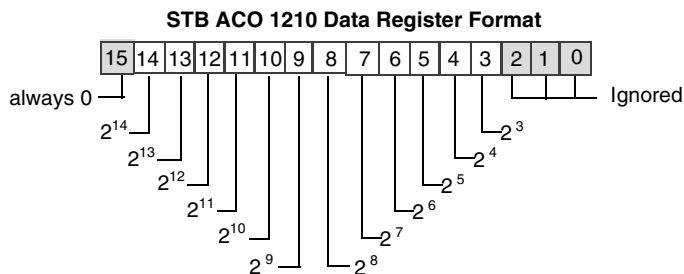 STB ACO 1210 Data Register Format
15 14 13 12 11 10 9 8 7 6 5 4 3 2 1 0
always 0 Ignored
2^14 2^3
2^13 2^4
2^12 2^5
2^11 2^6
2^10 2^7
2^9 2^8